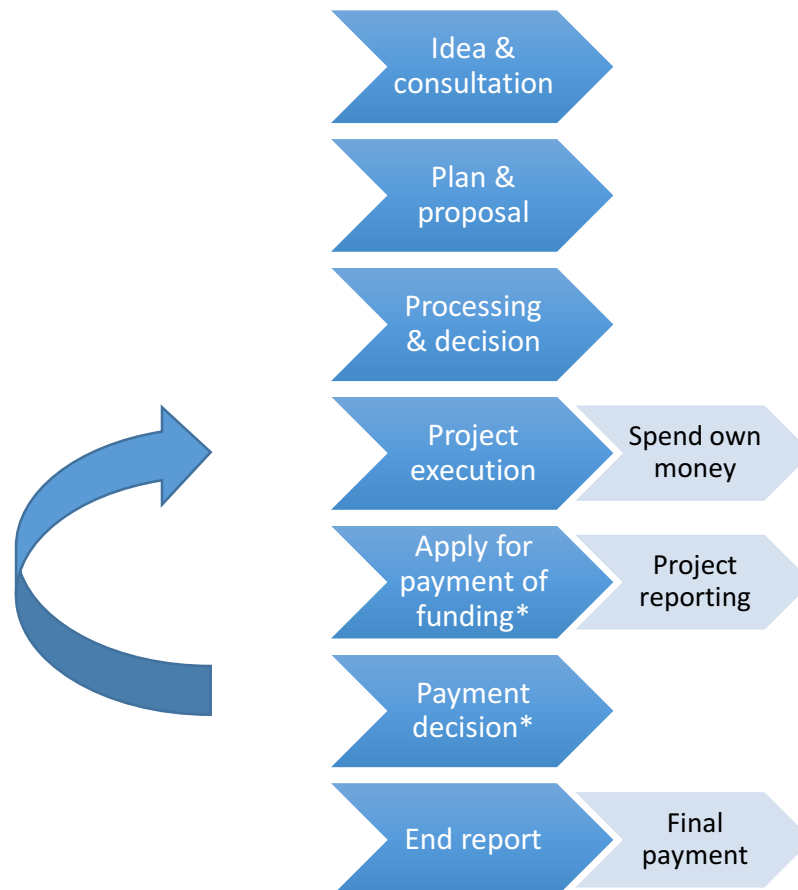 Idea &
consultation
Plan &
proposal
Processing
& decision
Project
execution
Spend own
money
Apply for
payment of
funding*
Project
reporting
Payment
decision*
End report
Final
payment